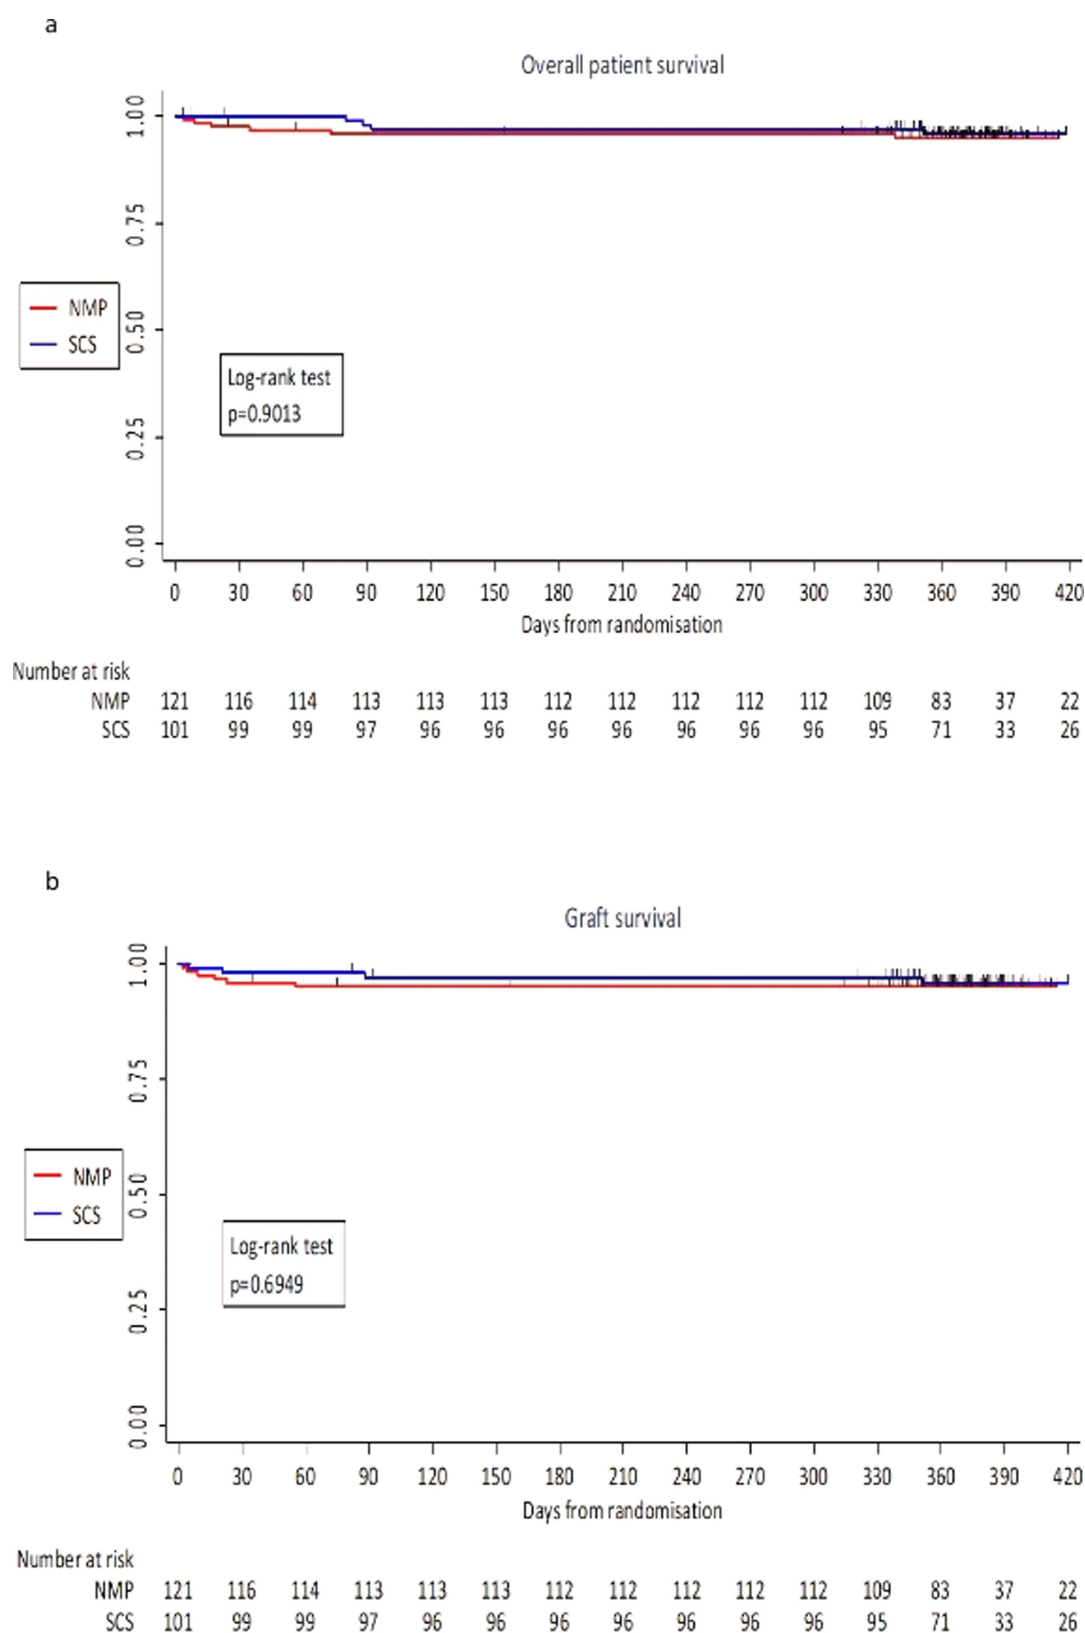 a
Overall patient survival
1.00
0.75
0.50
0.25
0.00
NMP
SCS
Log-rank test
p=0.9013
0 30 60 90 120 150 180 210 240 270 300 330 360 390 420
Days from randomisation
Number at risk
NMP 121 116 114 113 113 113 112 112 112 112 112 109 83 37 22
SCS 101 99 99 97 96 96 96 96 96 96 96 95 71 33 26
b
Graft survival
1.00
0.75
0.50
0.25
0.00
NMP
SCS
Log-rank test
p=0.6949
0 30 60 90 120 150 180 210 240 270 300 330 360 390 420
Days from randomisation
Number at risk
NMP 121 116 114 113 113 113 112 112 112 112 112 109 83 37 22
SCS 101 99 99 97 96 96 96 96 96 96 96 95 71 33 26